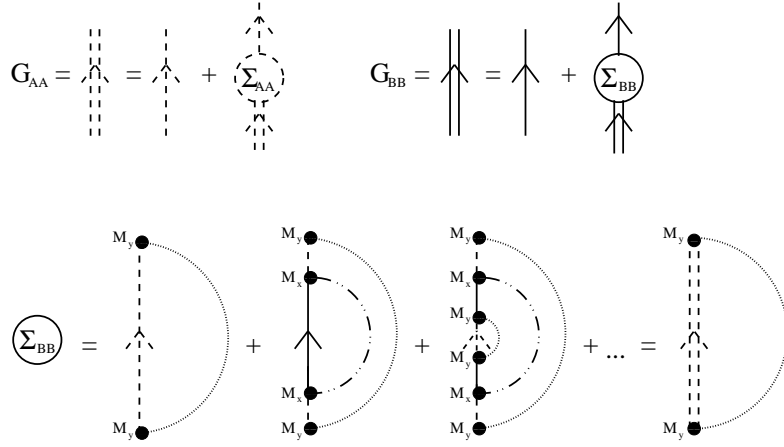 G_AA = = + Σ_AA
G_BB = = + Σ_BB
M_y M_y M_y M_y
M_x M_x
M_y
Σ_BB = + + + ... =
M_y
M_x M_x
M_y M_y M_y M_y